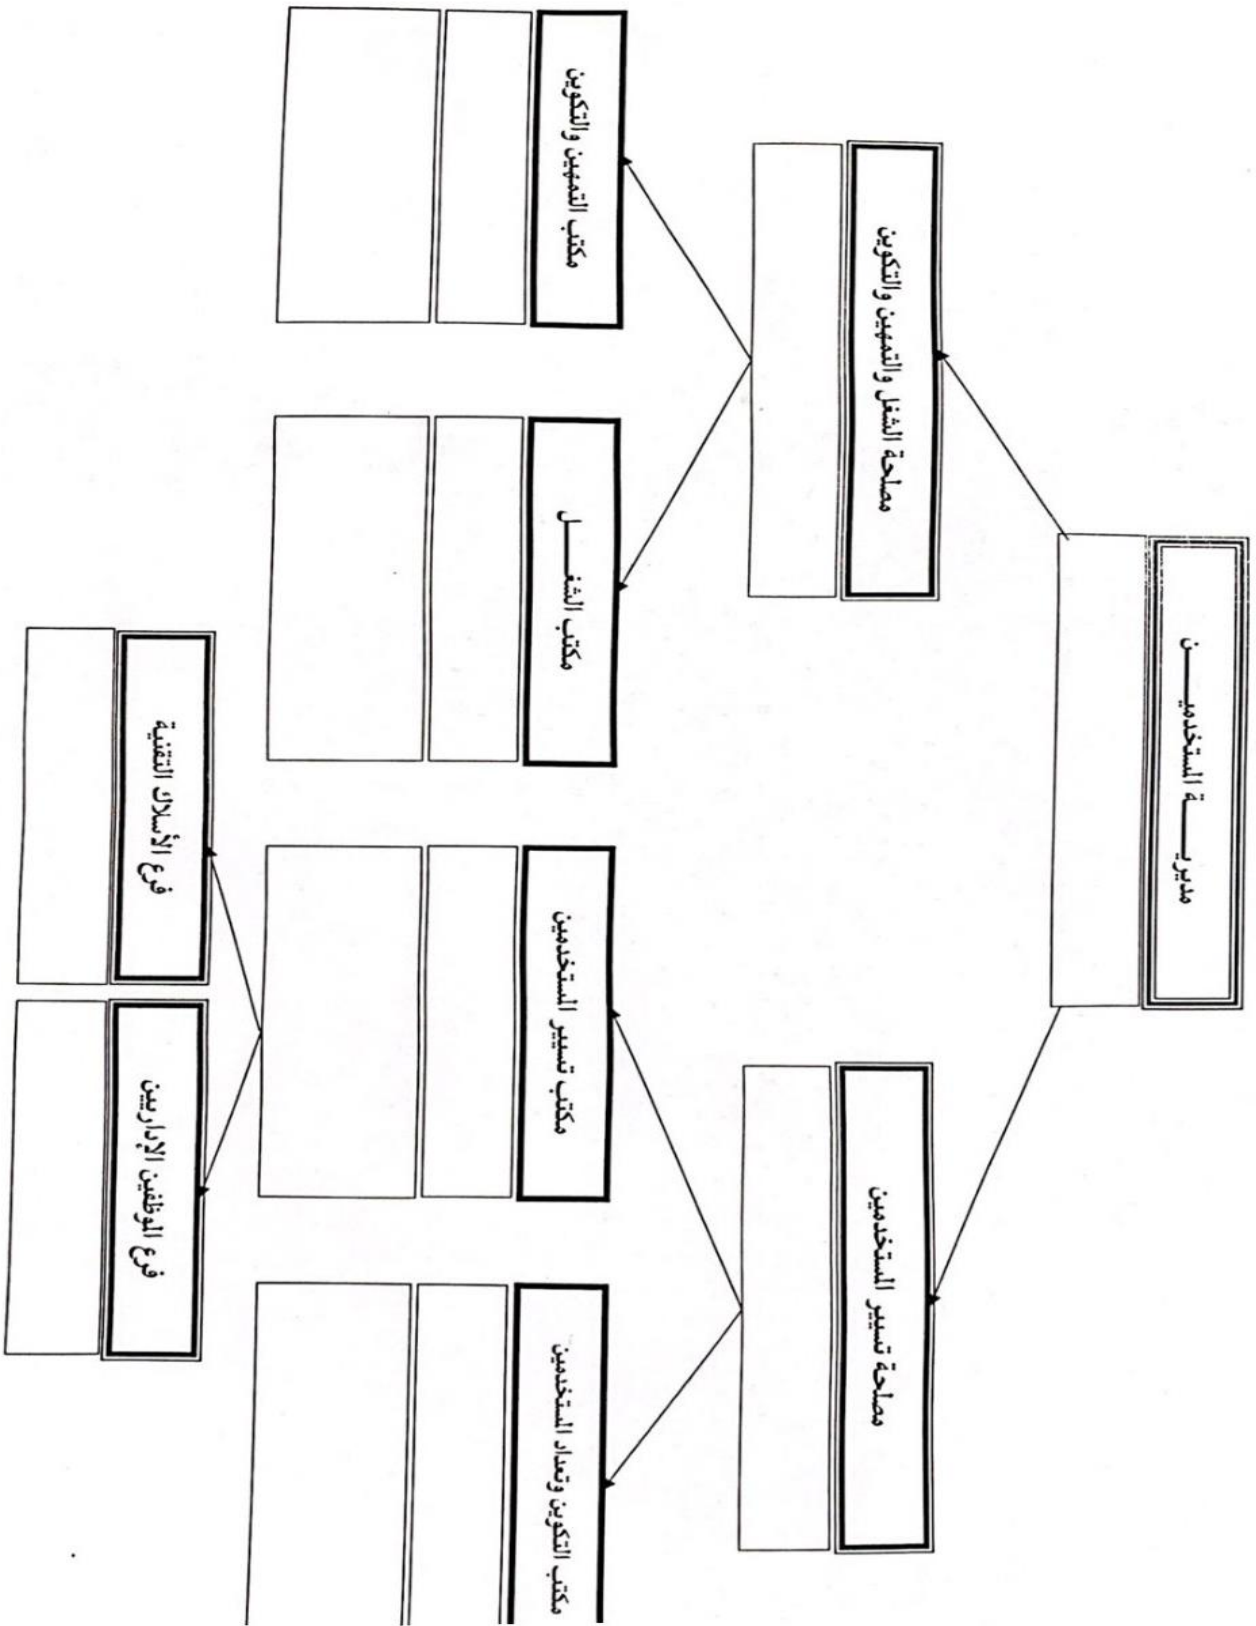 مديريـــــة المستخدميـــــن
مصلحة تسيير المستخدمين
مصلحة الشغل والتمهين والتكوين
مكتب التكوين وتعداد المستخدمين
مكتب تسيير المستخدمين
مكتب الشغـــــل
مكتب التمهين والتكوين
فرع الموظفين الإداريين
فرع الأسلاك التقنية